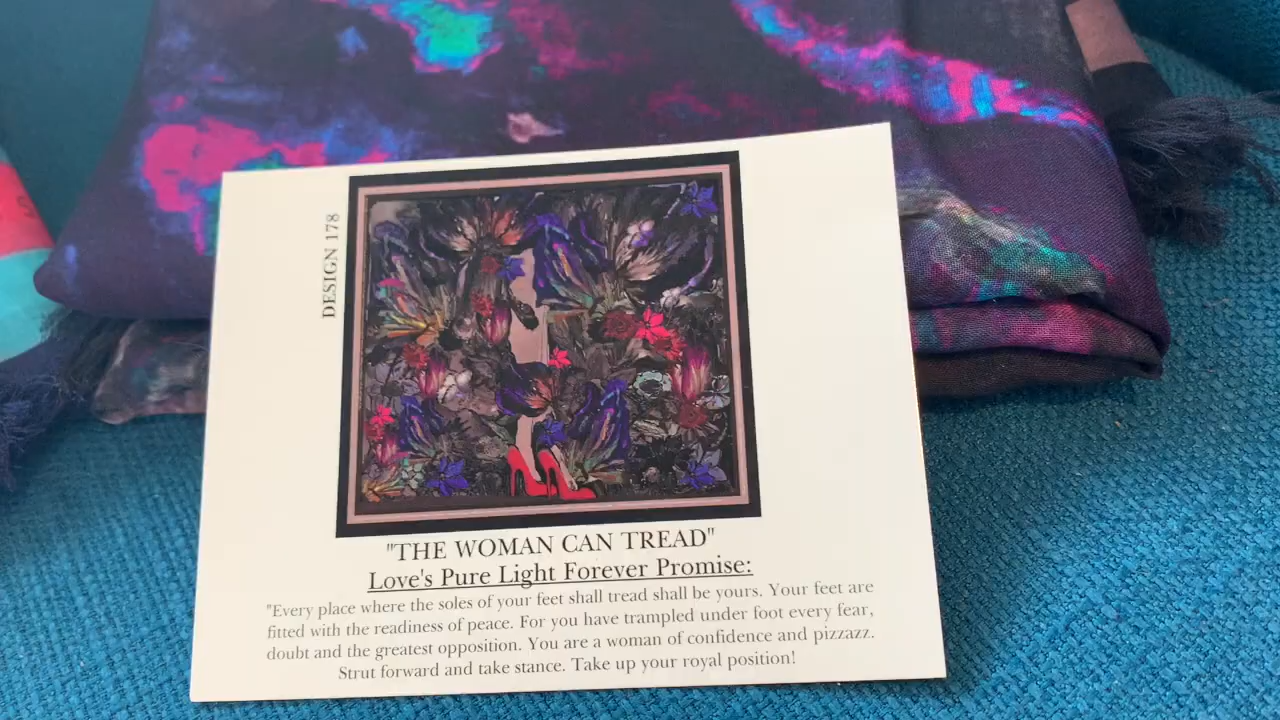 DESIGN 178
"THE WOMAN CAN TREAD"
Love's Pure Light Forever Promise:
"Every place where the soles of your feet shall tread shall be yours. Your feet are
fitted with the readiness of peace. For you have trampled under foot every fear,
doubt and the greatest opposition. You are a woman of confidence and pizzazz.
Strut forward and take stance. Take up your royal position!